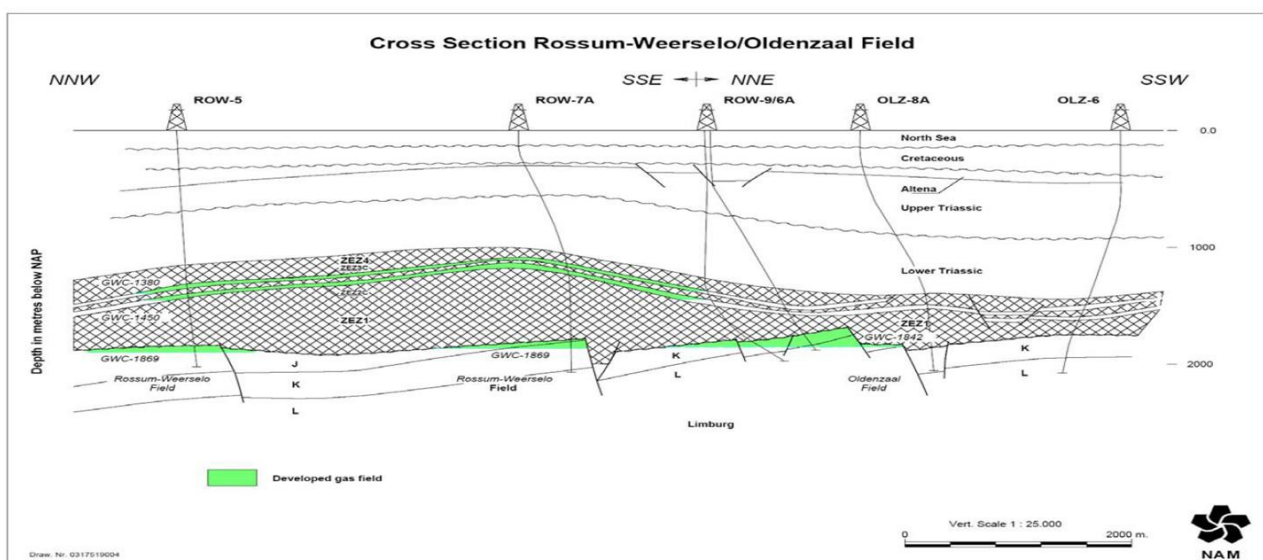 Cross Section Rossum-Weerselo/Oldenzaal Field
NNW
SSE
NNE
SSW
ROW-5
ROW-7A
ROW-9/6A
OLZ-8A
OLZ-6
0.0
North Sea
Cretaceous
Altena
Upper Triassic
1000
Lower Triassic
ZEZ4
ZEZ3C
GWC-1380
ZEZ2C
GWC-1450
ZEZ1
ZEZ1
GWC-1842
GWC-1869
GWC-1869
J
K
K
K
L
L
L
2000
Rossum-Weerselo
Field
Rossum-Weerselo
Field
Oldenzaal
Field
Limburg
Depth in metres below NAP
Developed gas field
Vert. Scale 1 : 25.000
0
2000 m.
NAM
Draw. Nr. 0317519004